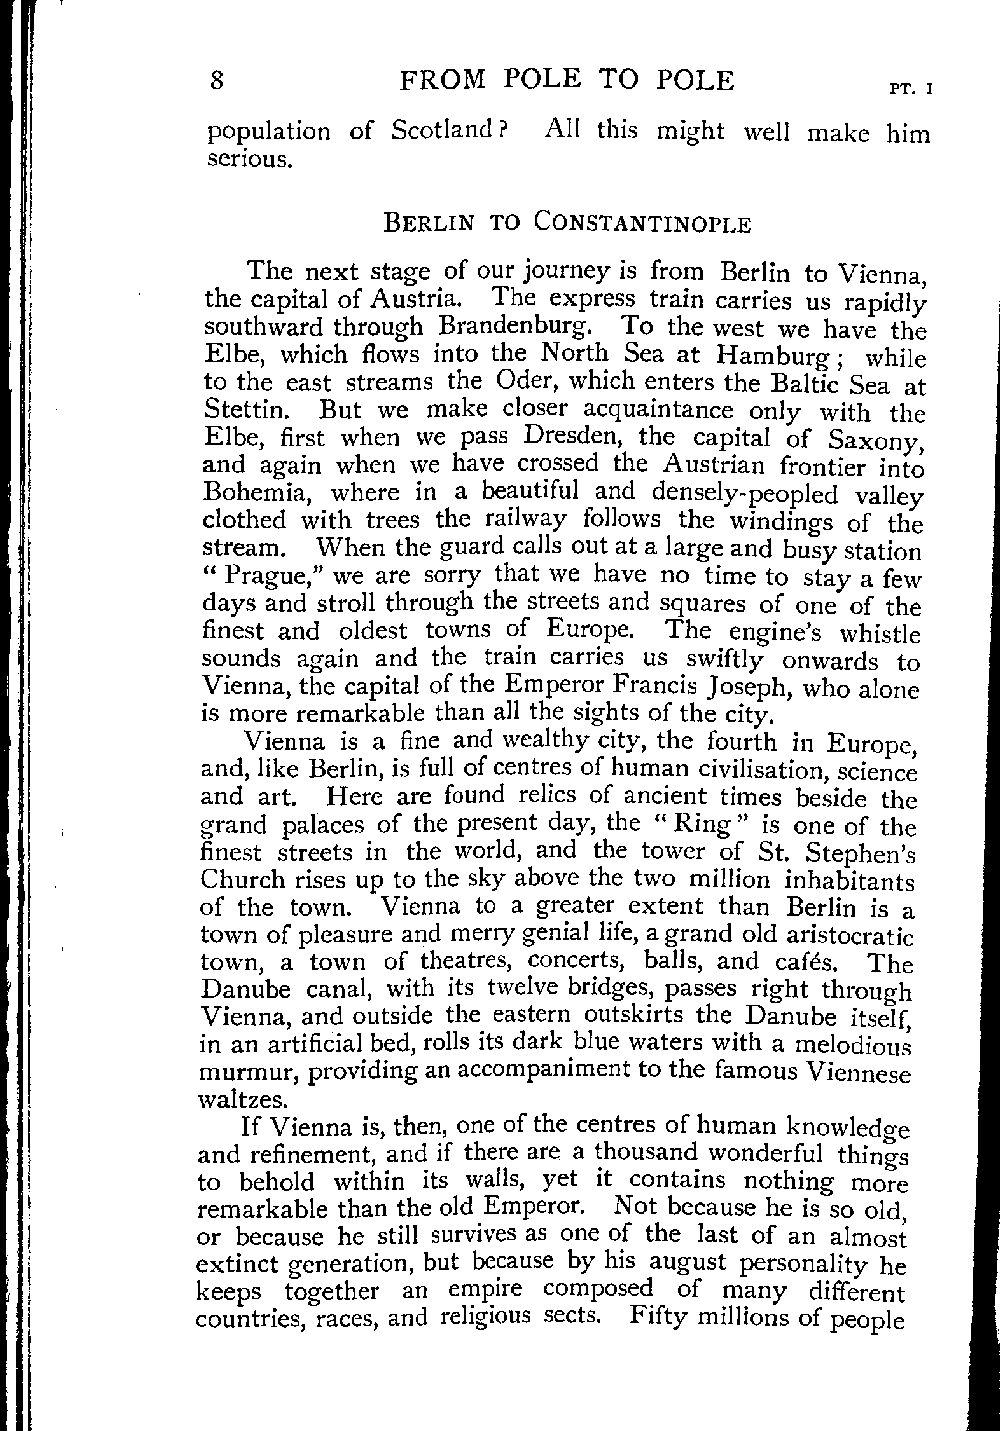 8 FROM POLE TO POLE PT. I
population of Scotland? All this might well make him
serious.
BERLIN TO CONSTANTINOPLE
The next stage of our journey is from Berlin to Vienna,
the capital of Austria. The express train carries us rapidly
southward through Brandenburg. To the west we have the
Elbe, which flows into the North Sea at Hamburg; while
to the east streams the Oder, which enters the Baltic Sea at
Stettin. But we make closer acquaintance only with the
Elbe, first when we pass Dresden, the capital of Saxony,
and again when we have crossed the Austrian frontier into
Bohemia, where in a beautiful and densely-peopled valley
clothed with trees the railway follows the windings of the
stream. When the guard calls out at a large and busy station
“Prague,” we are sorry that we have no time to stay a few
days and stroll through the streets and squares of one of the
finest and oldest towns of Europe. The engine’s whistle
sounds again and the train carries us swiftly onwards to
Vienna, the capital of the Emperor Francis Joseph, who alone
is more remarkable than all the sights of the city.
Vienna is a fine and wealthy city, the fourth in Europe,
and, like Berlin, is full of centres of human civilisation, science
and art. Here are found relics of ancient times beside the
grand palaces of the present day, the “Ring” is one of the
finest streets in the world, and the tower of St. Stephen’s
Church rises up to the sky above the two million inhabitants
of the town. Vienna to a greater extent than Berlin is a
town of pleasure and merry genial life, a grand old aristocratic
town, a town of theatres, concerts, balls, and cafés. The
Danube canal, with its twelve bridges, passes right through
Vienna, and outside the eastern outskirts the Danube itself,
in an artificial bed, rolls its dark blue waters with a melodious
murmur, providing an accompaniment to the famous Viennese
waltzes.
If Vienna is, then, one of the centres of human knowledge
and refinement, and if there are a thousand wonderful things
to behold within its walls, yet it contains nothing more
remarkable than the old Emperor. Not because he is so old,
or because he still survives as one of the last of an almost
extinct generation, but because by his august personality he
keeps together an empire composed of many different
countries, races, and religious sects. Fifty millions of people